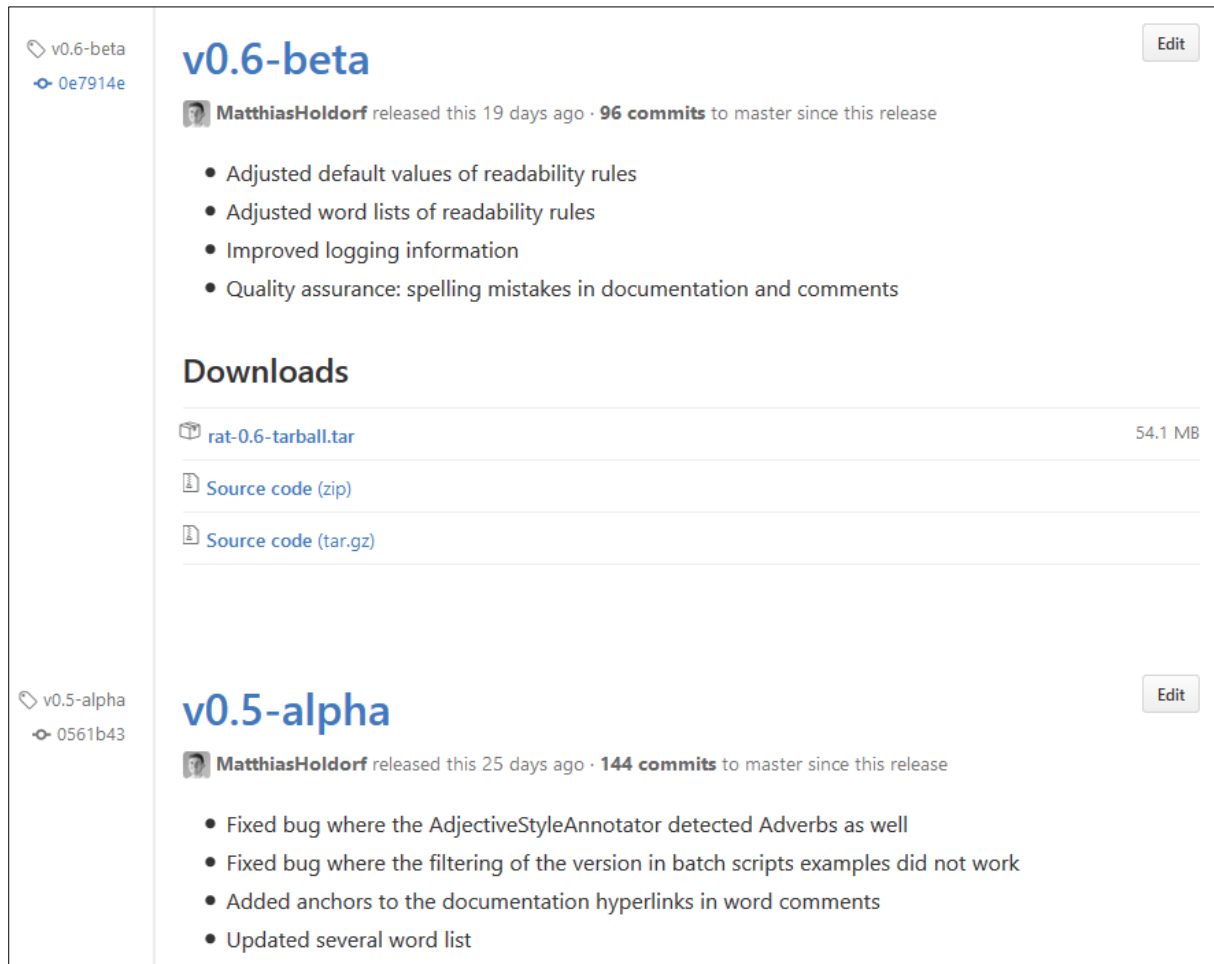 v0.6-beta
0e7914e
v0.6-beta
Edit
MatthiasHoldorf released this 19 days ago · 96 commits to master since this release
• Adjusted default values of readability rules
• Adjusted word lists of readability rules
• Improved logging information
• Quality assurance: spelling mistakes in documentation and comments
Downloads
rat-0.6-tarball.tar 54.1 MB
Source code (zip)
Source code (tar.gz)
v0.5-alpha
0561b43
v0.5-alpha
Edit
MatthiasHoldorf released this 25 days ago · 144 commits to master since this release
• Fixed bug where the AdjectiveStyleAnnotator detected Adverbs as well
• Fixed bug where the filtering of the version in batch scripts examples did not work
• Added anchors to the documentation hyperlinks in word comments
• Updated several word list